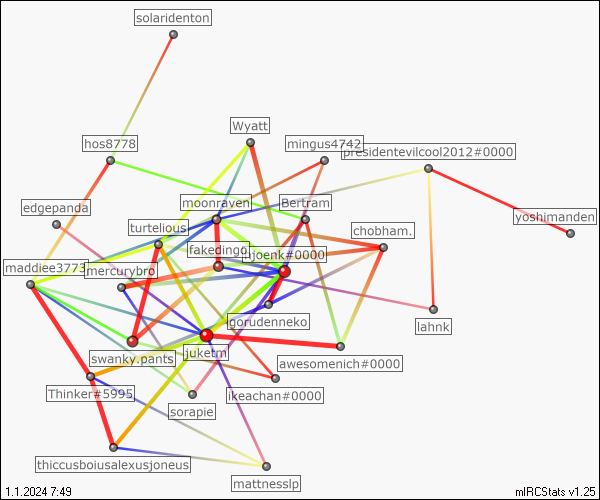 solaridenton
Wyatt
hos8778
mingus4742
presidentevilcool2012#0000
edgepanda
moonraven
Bertram
yoshimanden
turtelious
chobham.
fakedingo
pjoenk#0000
maddiee3773
mercurybro
gorudenneko
lahnk
swanky.pants
juketm
awesomenich#0000
Thinker#5995
ikeachan#0000
sorapie
thiccusboiusalexusjoneus
mattnesslp
1.1.2024 7:49
mIRCStats v1.25